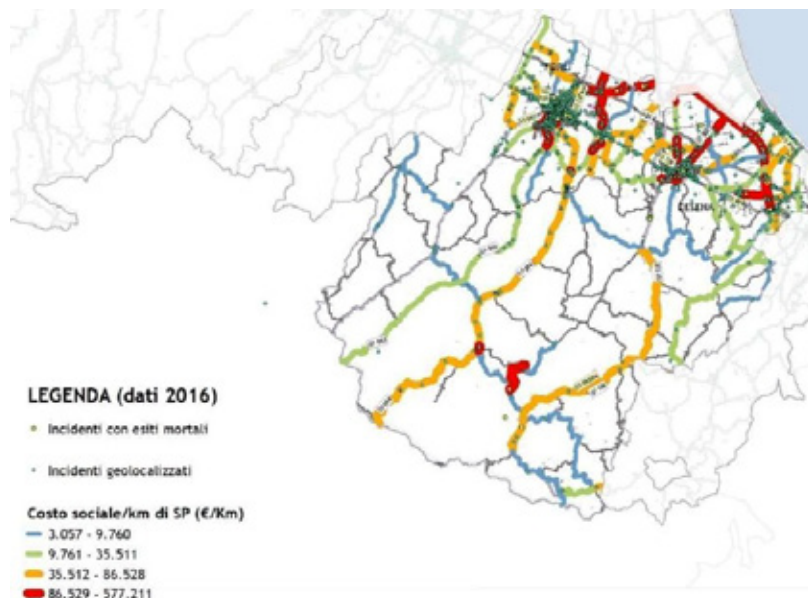 LEGENDA (dati 2016)
Incidenti con esiti mortali
Incidenti geolocalizzati
Costo sociale/km di SP (€/Km)
3.057 - 9.760
9.761 - 35.511
35.512 - 86.528
86.529 - 577.211